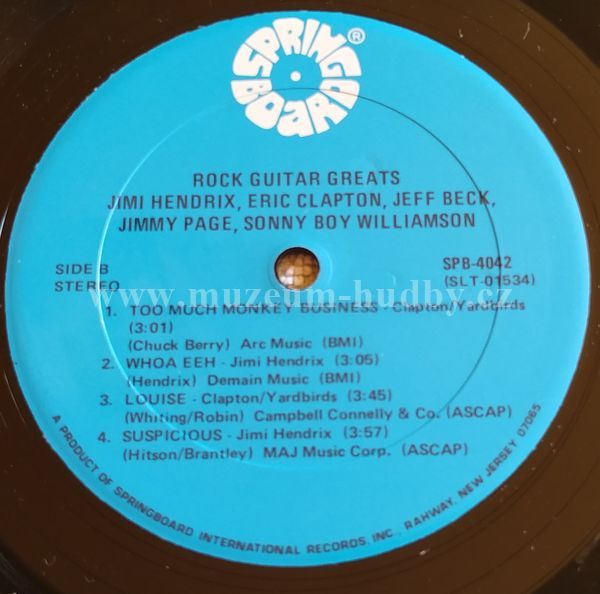 SPRINGBOARD®
ROCK GUITAR GREATS
JIMI HENDRIX, ERIC CLAPTON, JEFF BECK,
JIMMY PAGE, SONNY BOY WILLIAMSON
SIDE B
STEREO
SPB-4042
(SLT-01534)
www.muzeum-hudby.cz
1. TOO MUCH MONKEY BUSINESS - Clapton/Yardbirds
(3:01)
(Chuck Berry) Arc Music (BMI)
2. WHOA EEH - Jimi Hendrix (3:05)
(Hendrix) Demain Music (BMI)
3. LOUISE - Clapton/Yardbirds (3:45)
(Whiting/Robin) Campbell Connelly & Co. (ASCAP)
4. SUSPICIOUS - Jimi Hendrix (3:57)
(Hitson/Brantley) MAJ Music Corp. (ASCAP)
A PRODUCT OF SPRINGBOARD INTERNATIONAL RECORDS, INC., RAHWAY, NEW JERSEY 07065